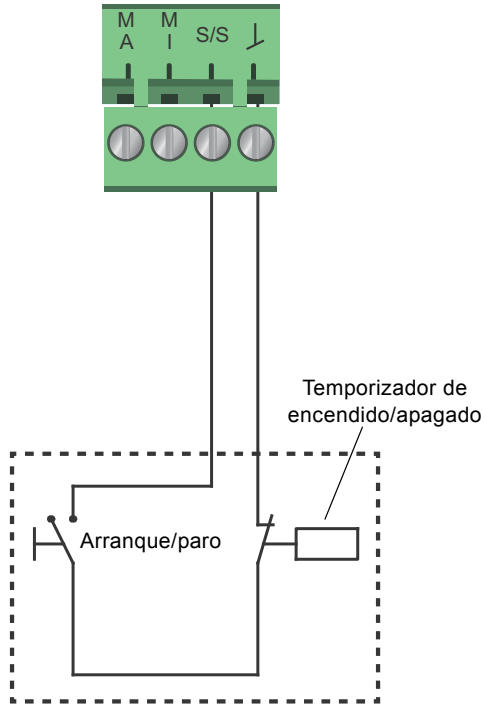 M A M I S/S
Temporizador de
encendido/apagado
Arranque/paro